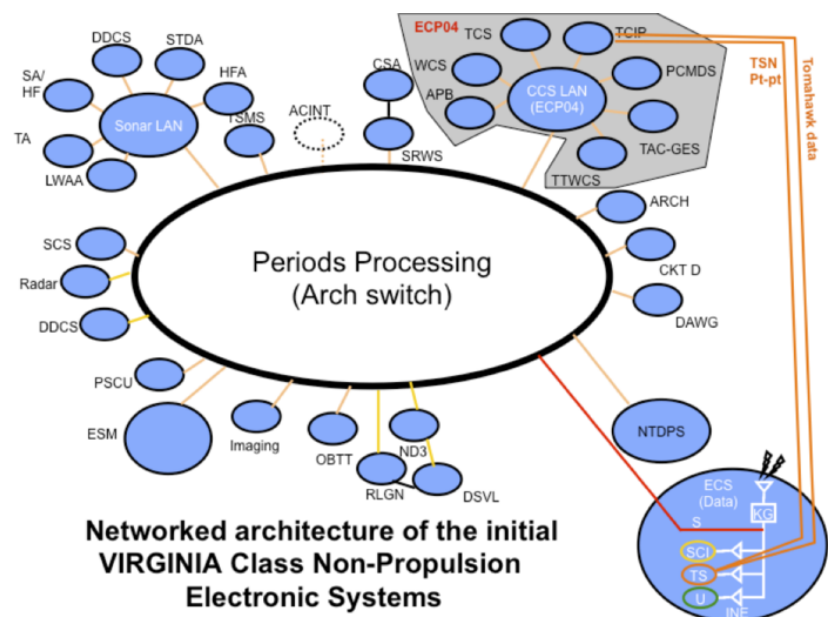 ECP04
TCS
TCIP
WCS
PCMDS
APB
CCS LAN
(ECP04)
TAC-GES
TTWCS
TSN
Pt-pt
Tomahawk data
DDCS
STDA
SA/
HF
HFA
Sonar LAN
TSMS
TA
LWAA
ACINT
CSA
SRWS
ARCH
CKT D
DAWG
SCS
Radar
DDCS
Periods Processing
(Arch switch)
PSCU
ESM
Imaging
OBTT
ND3
RLGN
DSVL
NTDPS
ECS
(Data)
KG
S
SCI
TS
U
INE
Networked architecture of the initial
VIRGINIA Class Non-Propulsion
Electronic Systems